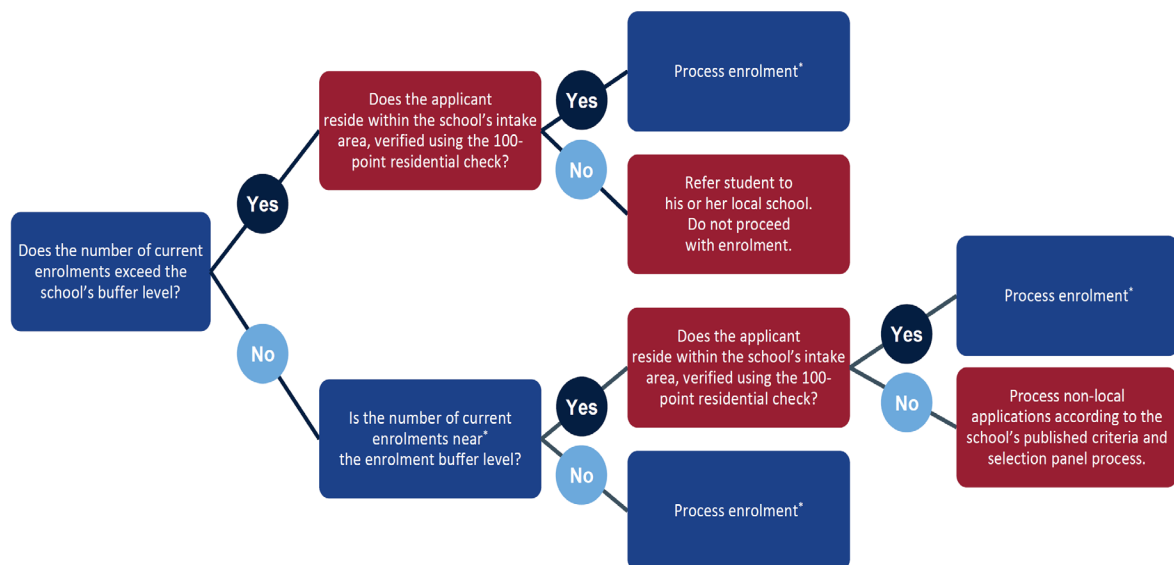 Does the number of current
enrolments exceed the
school's buffer level?
Yes
No
Does the applicant
reside within the school's intake
area, verified using the 100-
point residential check?
Yes
No
Process enrolment*
Refer student to
his or her local school.
Do not proceed
with enrolment.
Is the number of current
enrolments near*
the enrolment buffer level?
Yes
No
Does the applicant
reside within the school's intake
area, verified using the 100-
point residential check?
Yes
No
Process enrolment*
Process non-local
applications according to the
school's published criteria and
selection panel process.
Process enrolment*